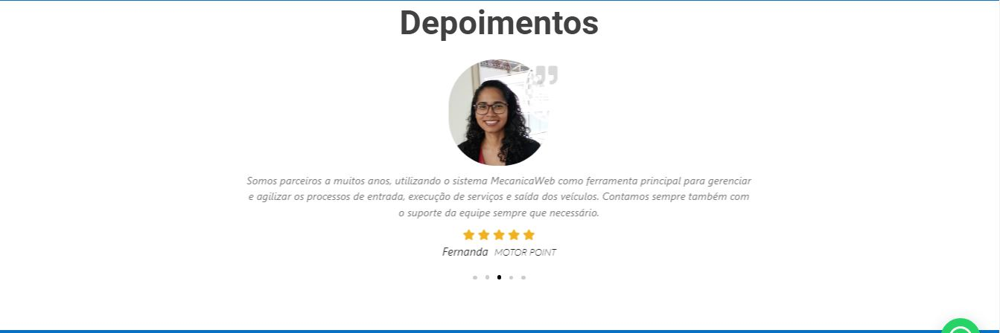 Depoimentos
Somos parceiros a muitos anos, utilizando o sistema MecanicaWeb como ferramenta principal para gerenciar
e agilizar os processos de entrada, execução de serviços e saída dos veículos. Contamos sempre também com
o suporte da equipe sempre que necessário.
Fernanda MOTOR POINT